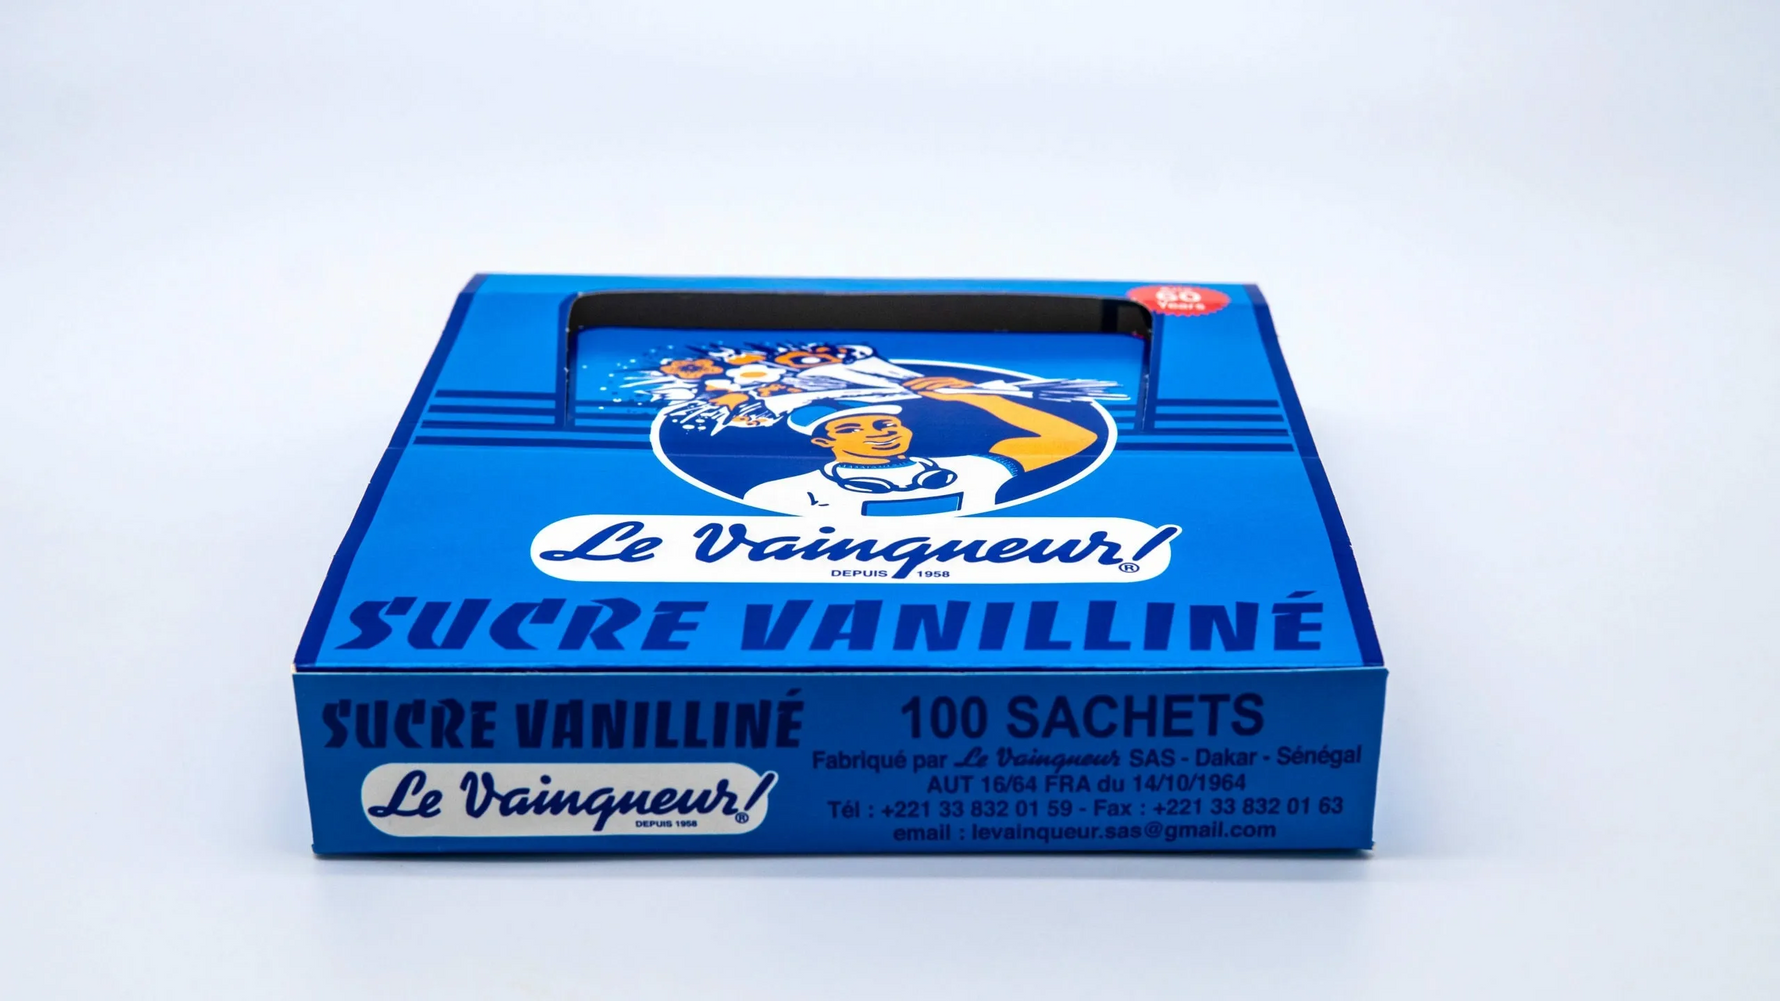 60
Years
Le Vainqueur!®
DEPUIS 1958
SUCRE VANILLINÉ
SUCRE VANILLINÉ
Le Vainqueur!®
DEPUIS 1958
100 SACHETS
Fabriqué par Le Vainqueur SAS - Dakar - Sénégal
AUT 16/64 FRA du 14/10/1964
Tél : +221 33 832 01 59 - Fax : +221 33 832 01 63
email : levainqueur.sas@gmail.com